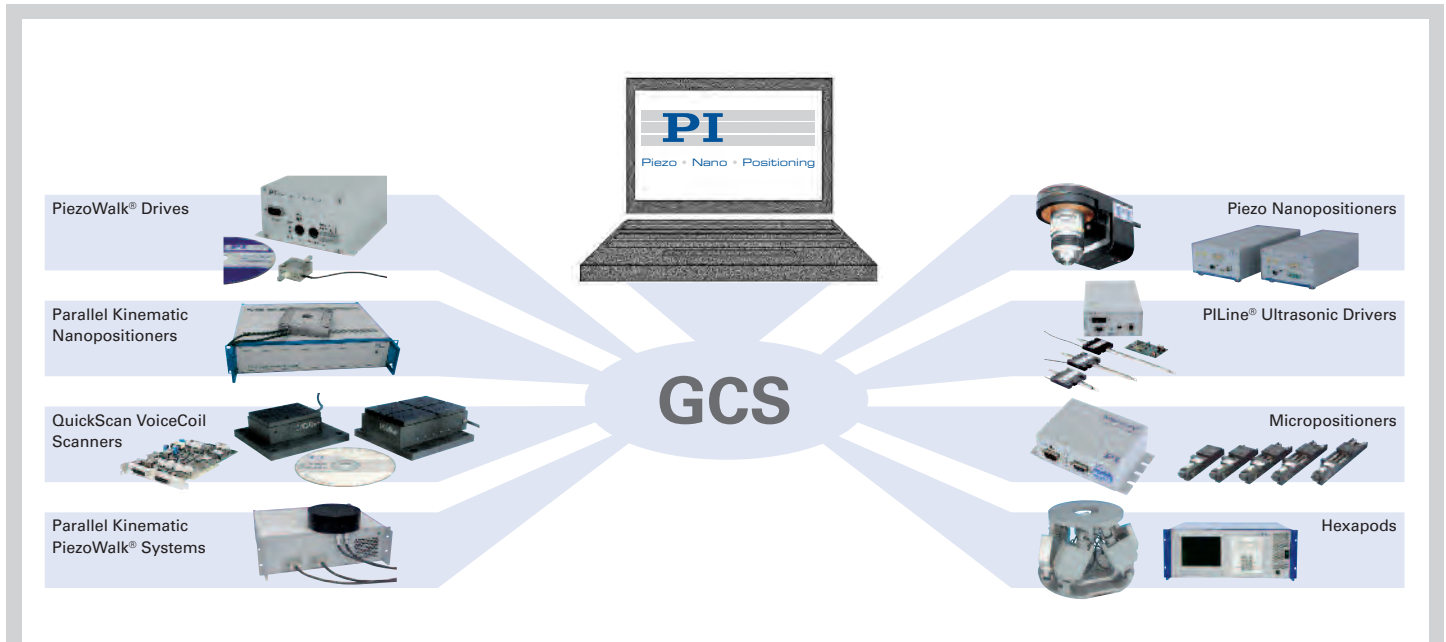 PI
Piezo • Nano • Positioning
PiezoWalk® Drives
Parallel Kinematic
Nanopositioners
QuickScan VoiceCoil
Scanners
Parallel Kinematic
PiezoWalk® Systems
GCS
Piezo Nanopositioners
PILine® Ultrasonic Drivers
Micropositioners
Hexapods